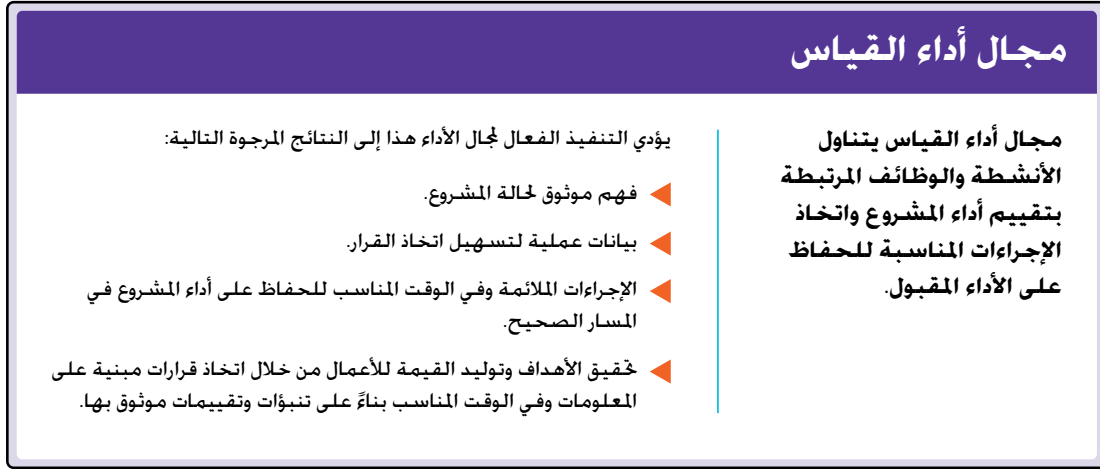 مجال أداء القياس
مجال أداء القياس يتناول
الأنشطة والوظائف المرتبطة
بتقييم أداء المشروع واتخاذ
الإجراءات المناسبة للحفاظ
على الأداء المقبول.
يؤدي التنفيذ الفعال لمجال الأداء هذا إلى النتائج المرجوة التالية:
فهم موثوق لحالة المشروع.
بيانات عملية لتسهيل اتخاذ القرار.
الإجراءات الملائمة وفي الوقت المناسب للحفاظ على أداء المشروع في
المسار الصحيح.
تحقيق الأهداف وتوليد القيمة للأعمال من خلال اتخاذ قرارات مبنية على
المعلومات وفي الوقت المناسب بناءً على تنبؤات وتقييمات موثوق بها.